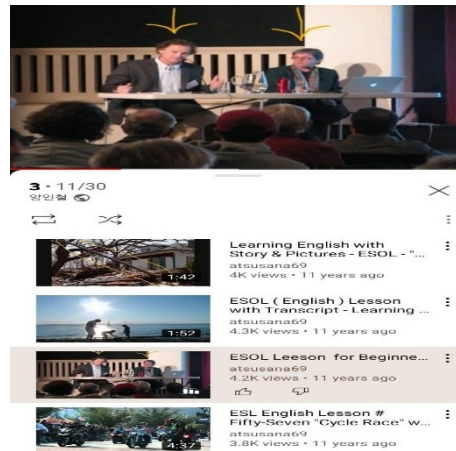 3 • 11/30
양인철
1:42
Learning English with
Story & Pictures - ESOL - "...
atsusana69
4K views • 11 years ago
1:52
ESOL ( English ) Lesson
with Transcript - Learning ...
atsusana69
4.3K views • 11 years ago
ESOL Leeson for Beginne...
atsusana69
4.2K views • 11 years ago
4:37
ESL English Lesson #
Fifty-Seven "Cycle Race" w...
atsusana69
3.8K views • 11 years ago